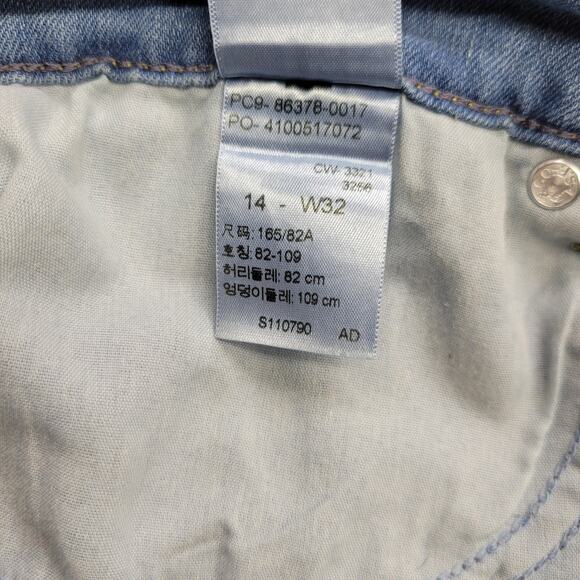 PC9- 86378-0017
PO- 4100517072
CW- 3321
3256
14 - W32
尺码: 165/82A
호칭: 82-109
허리둘레: 82 cm
엉덩이둘레: 109 cm
S110790 AD